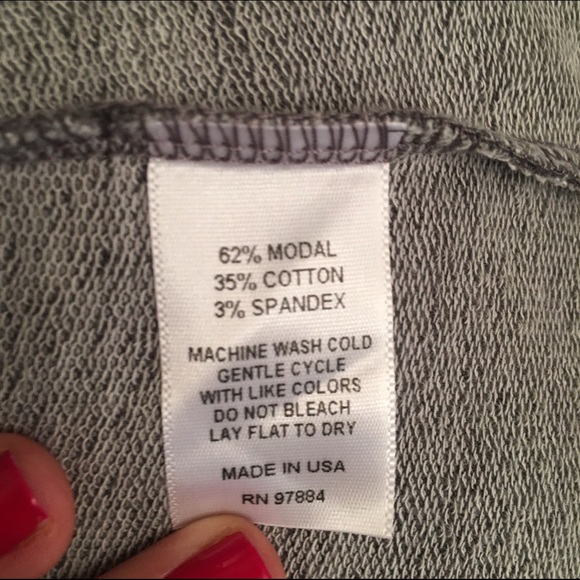 62% MODAL
35% COTTON
3% SPANDEX
MACHINE WASH COLD
GENTLE CYCLE
WITH LIKE COLORS
DO NOT BLEACH
LAY FLAT TO DRY
MADE IN USA
RN 97884